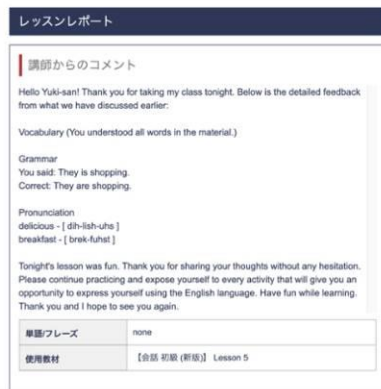 レッスンレポート
講師からのコメント
Hello Yuki-san! Thank you for taking my class tonight. Below is the detailed feedback
from what we have discussed earlier:
Vocabulary (You understood all words in the material.)
Grammar
You said: They is shopping.
Correct: They are shopping.
Pronunciation
delicious - [ dih-lish-uhs ]
breakfast - [ brek-fuhst ]
Tonight's lesson was fun. Thank you for sharing your thoughts without any hesitation.
Please continue practicing and expose yourself to every activity that will give you an
opportunity to express yourself using the English language. Have fun while learning.
Thank you and I hope to see you again.
単語/フレーズ none
使用教材 【会話 初級 (新版)】 Lesson 5